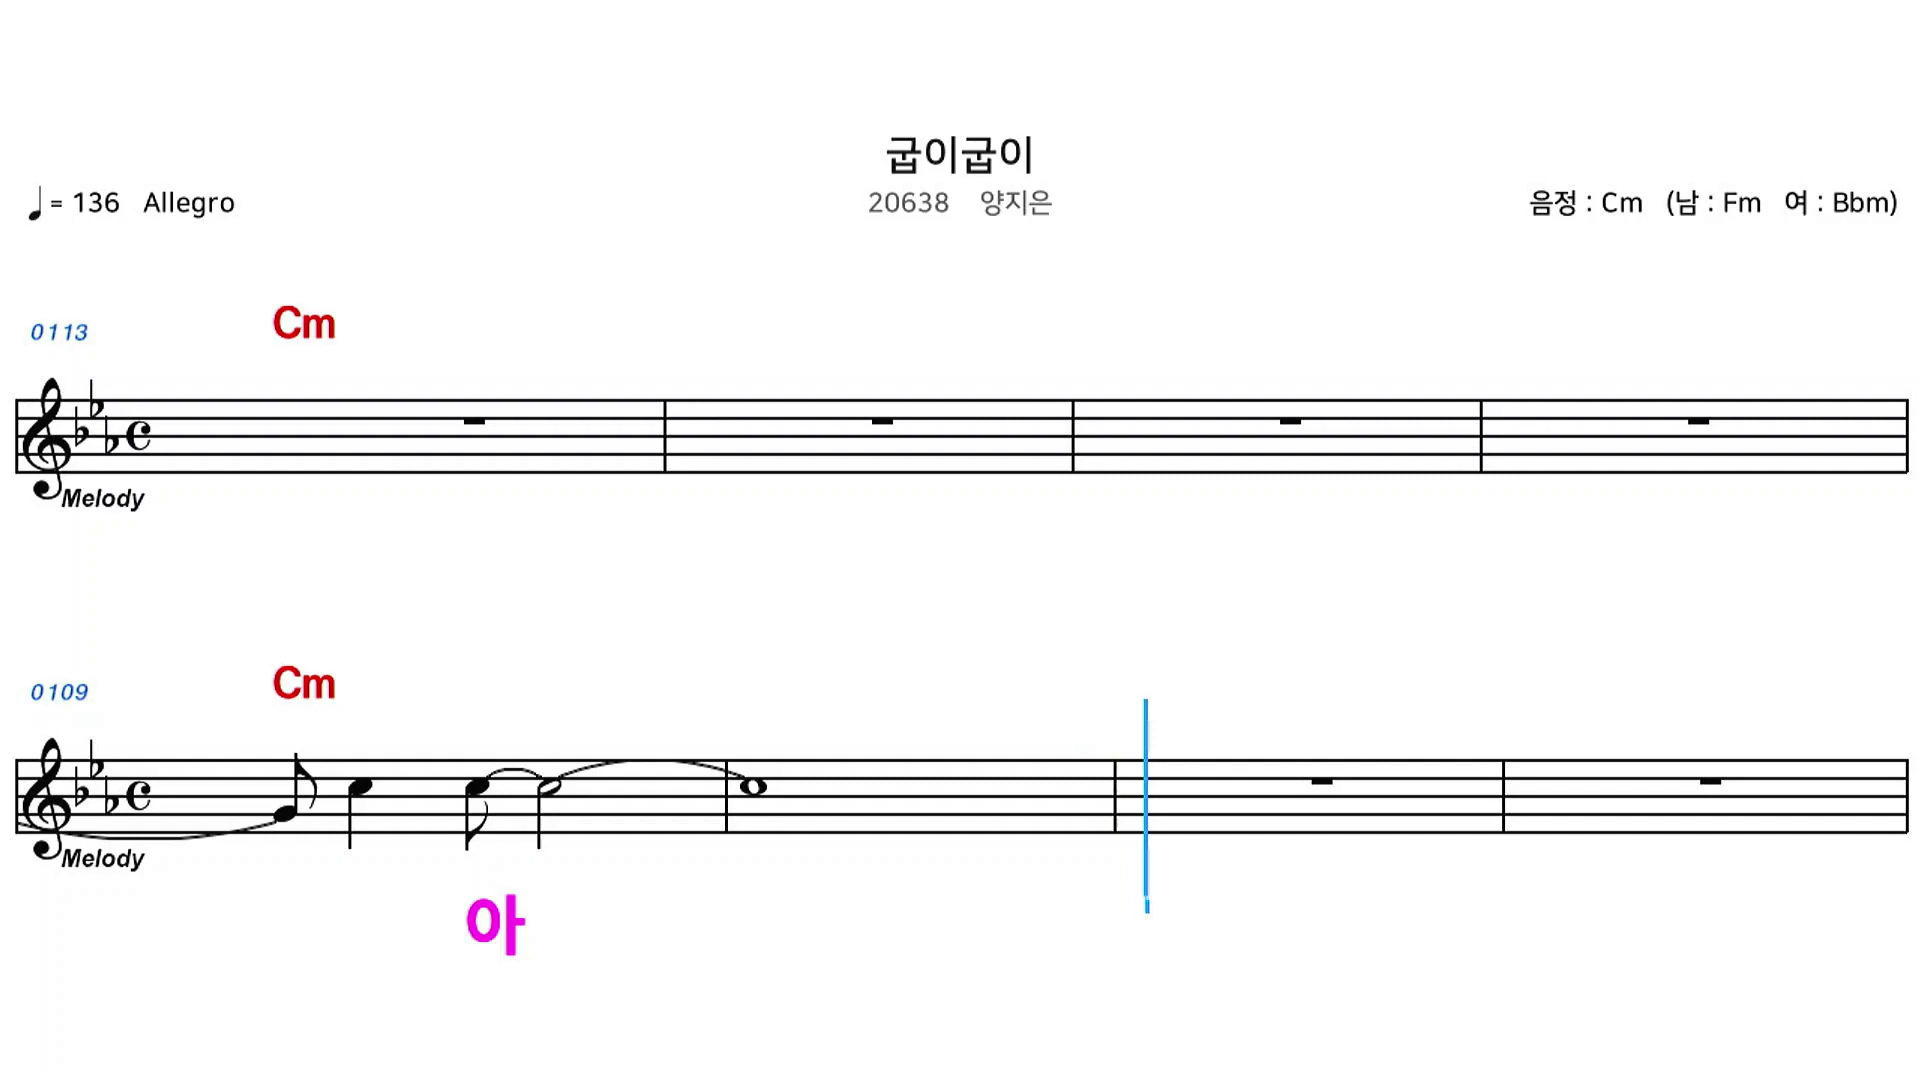 굽이굽이
♩ = 136 Allegro
20638 양지은
음정 : Cm (남 : Fm 여 : Bbm)
0113 Cm
Melody
0109 Cm
Melody
아